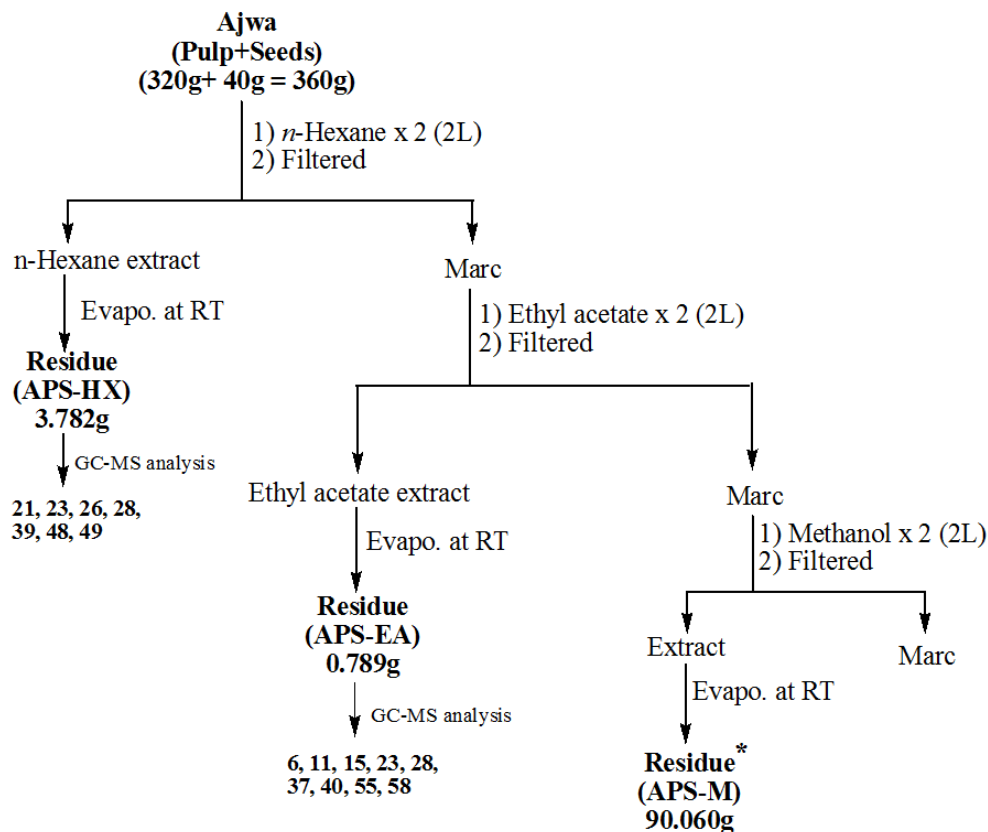 Ajwa
(Pulp+Seeds)
(320g+ 40g = 360g)
1) n-Hexane x 2 (2L)
2) Filtered
n-Hexane extract
Marc
Evapo. at RT
1) Ethyl acetate x 2 (2L)
2) Filtered
Residue
(APS-HX)
3.782g
GC-MS analysis
21, 23, 26, 28,
39, 48, 49
Ethyl acetate extract
Marc
Evapo. at RT
1) Methanol x 2 (2L)
2) Filtered
Residue
(APS-EA)
0.789g
Extract
Marc
GC-MS analysis
Evapo. at RT
6, 11, 15, 23, 28,
37, 40, 55, 58
Residue*
(APS-M)
90.060g